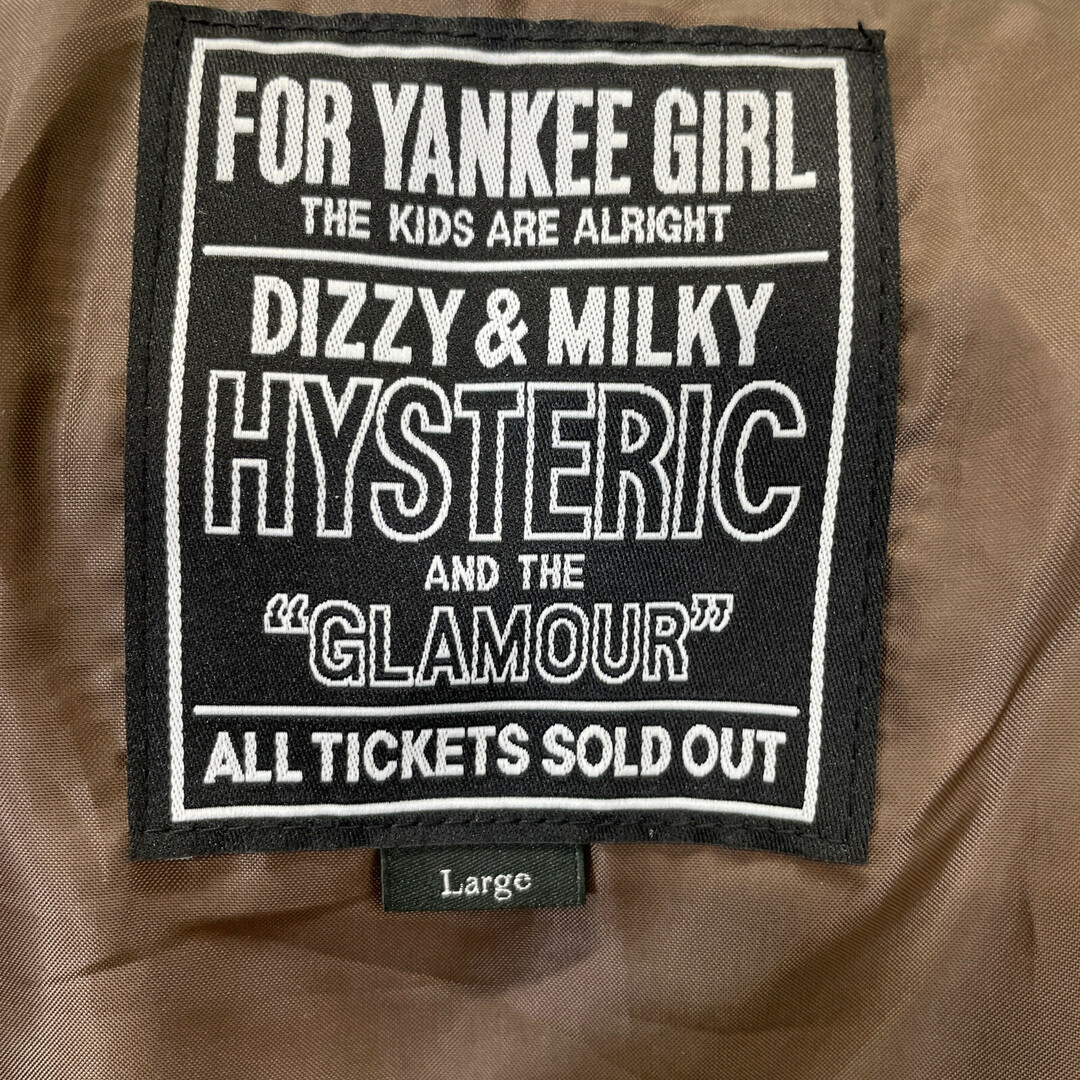 FOR YANKEE GIRL
THE KIDS ARE ALRIGHT
DIZZY & MILKY
HYSTERIC
AND THE
“GLAMOUR”
ALL TICKETS SOLD OUT
Large